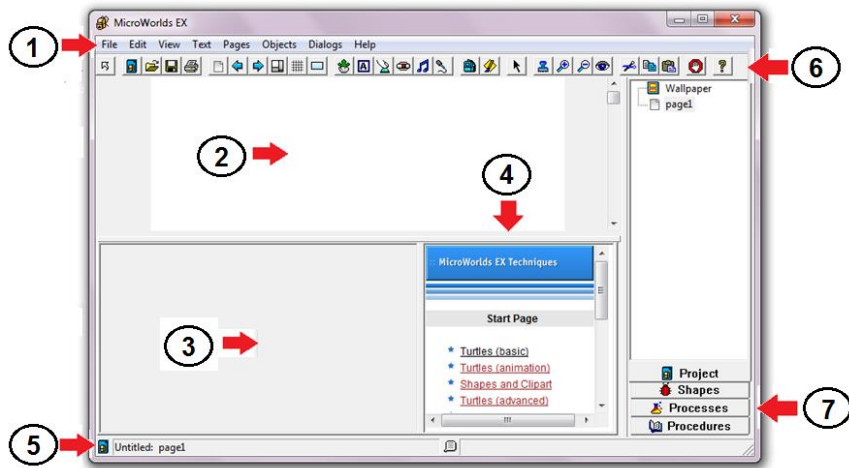 MicroWorlds EX
1
File Edit View Text Pages Objects Dialogs Help
A ?
6
Wallpaper
page1
2
4
MicroWorlds EX Techniques
Start Page
3
Turtles (basic)
Turtles (animation)
Shapes and Clipart
Turtles (advanced)
Project
Shapes
Processes
Procedures
7
5
Untitled: page1